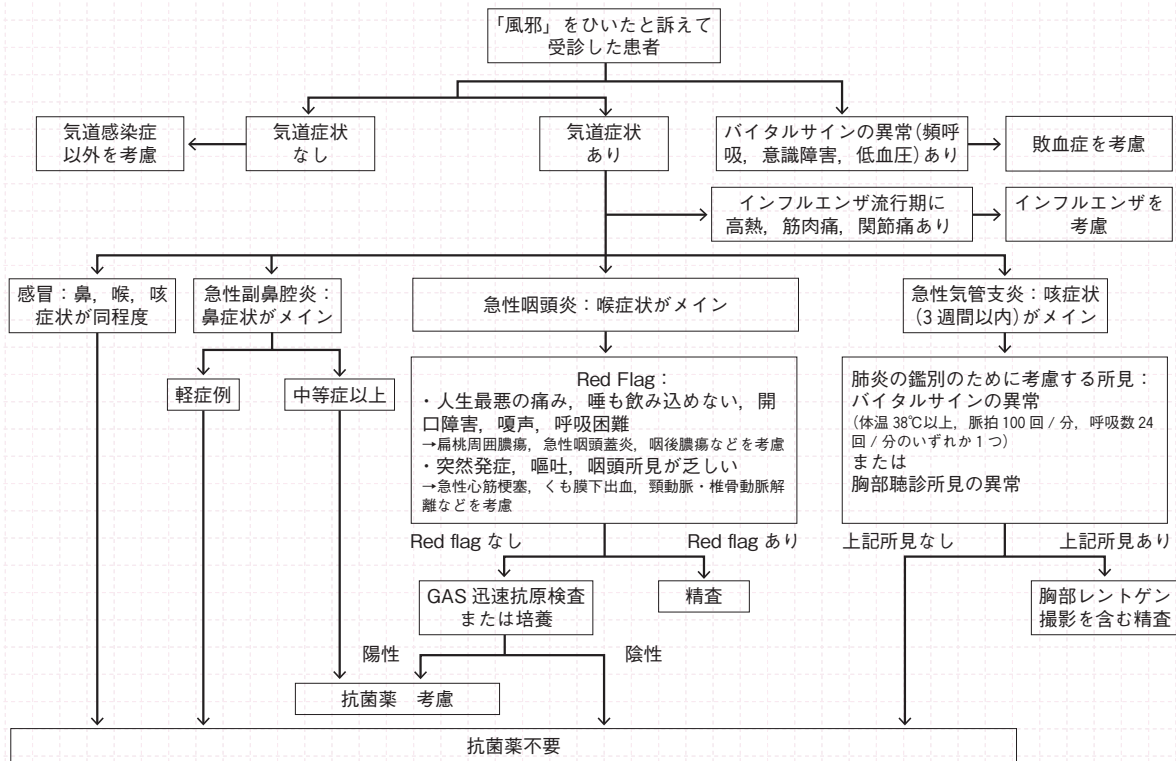 「風邪」をひいたと訴えて
受診した患者
気道感染症
以外を考慮
気道症状
なし
気道症状
あり
バイタルサインの異常(頻呼
吸,意識障害,低血圧)あり
敗血症を考慮
インフルエンザ流行期に
高熱,筋肉痛,関節痛あり
インフルエンザを
考慮
感冒:鼻,喉,咳
症状が同程度
急性副鼻腔炎:
鼻症状がメイン
急性咽頭炎:喉症状がメイン
急性気管支炎:咳症状
(3 週間以内)がメイン
軽症例
中等症以上
Red Flag:
・人生最悪の痛み,唾も飲み込めない,開
口障害,嗄声,呼吸困難
→扁桃周囲膿瘍,急性咽頭蓋炎,咽後膿瘍などを考慮
・突然発症,嘔吐,咽頭所見が乏しい
→急性心筋梗塞,くも膜下出血,頸動脈・椎骨動脈解
離などを考慮
肺炎の鑑別のために考慮する所見:
バイタルサインの異常
(体温 38℃以上,脈拍 100 回 / 分,呼吸数 24
回 / 分のいずれか 1 つ)
または
胸部聴診所見の異常
Red flag なし
Red flag あり
上記所見なし
上記所見あり
GAS 迅速抗原検査
または培養
精査
胸部レントゲン
撮影を含む精査
陽性
陰性
抗菌薬 考慮
抗菌薬不要